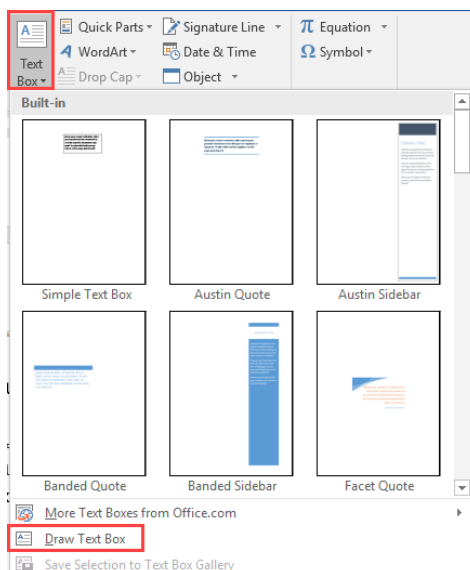 Quick Parts Signature Line π Equation
Text Box WordArt Date & Time Ω Symbol
Drop Cap Object
Built-in
Simple Text Box Austin Quote Austin Sidebar
Banded Quote Banded Sidebar Facet Quote
More Text Boxes from Office.com
Draw Text Box
Save Selection to Text Box Gallery